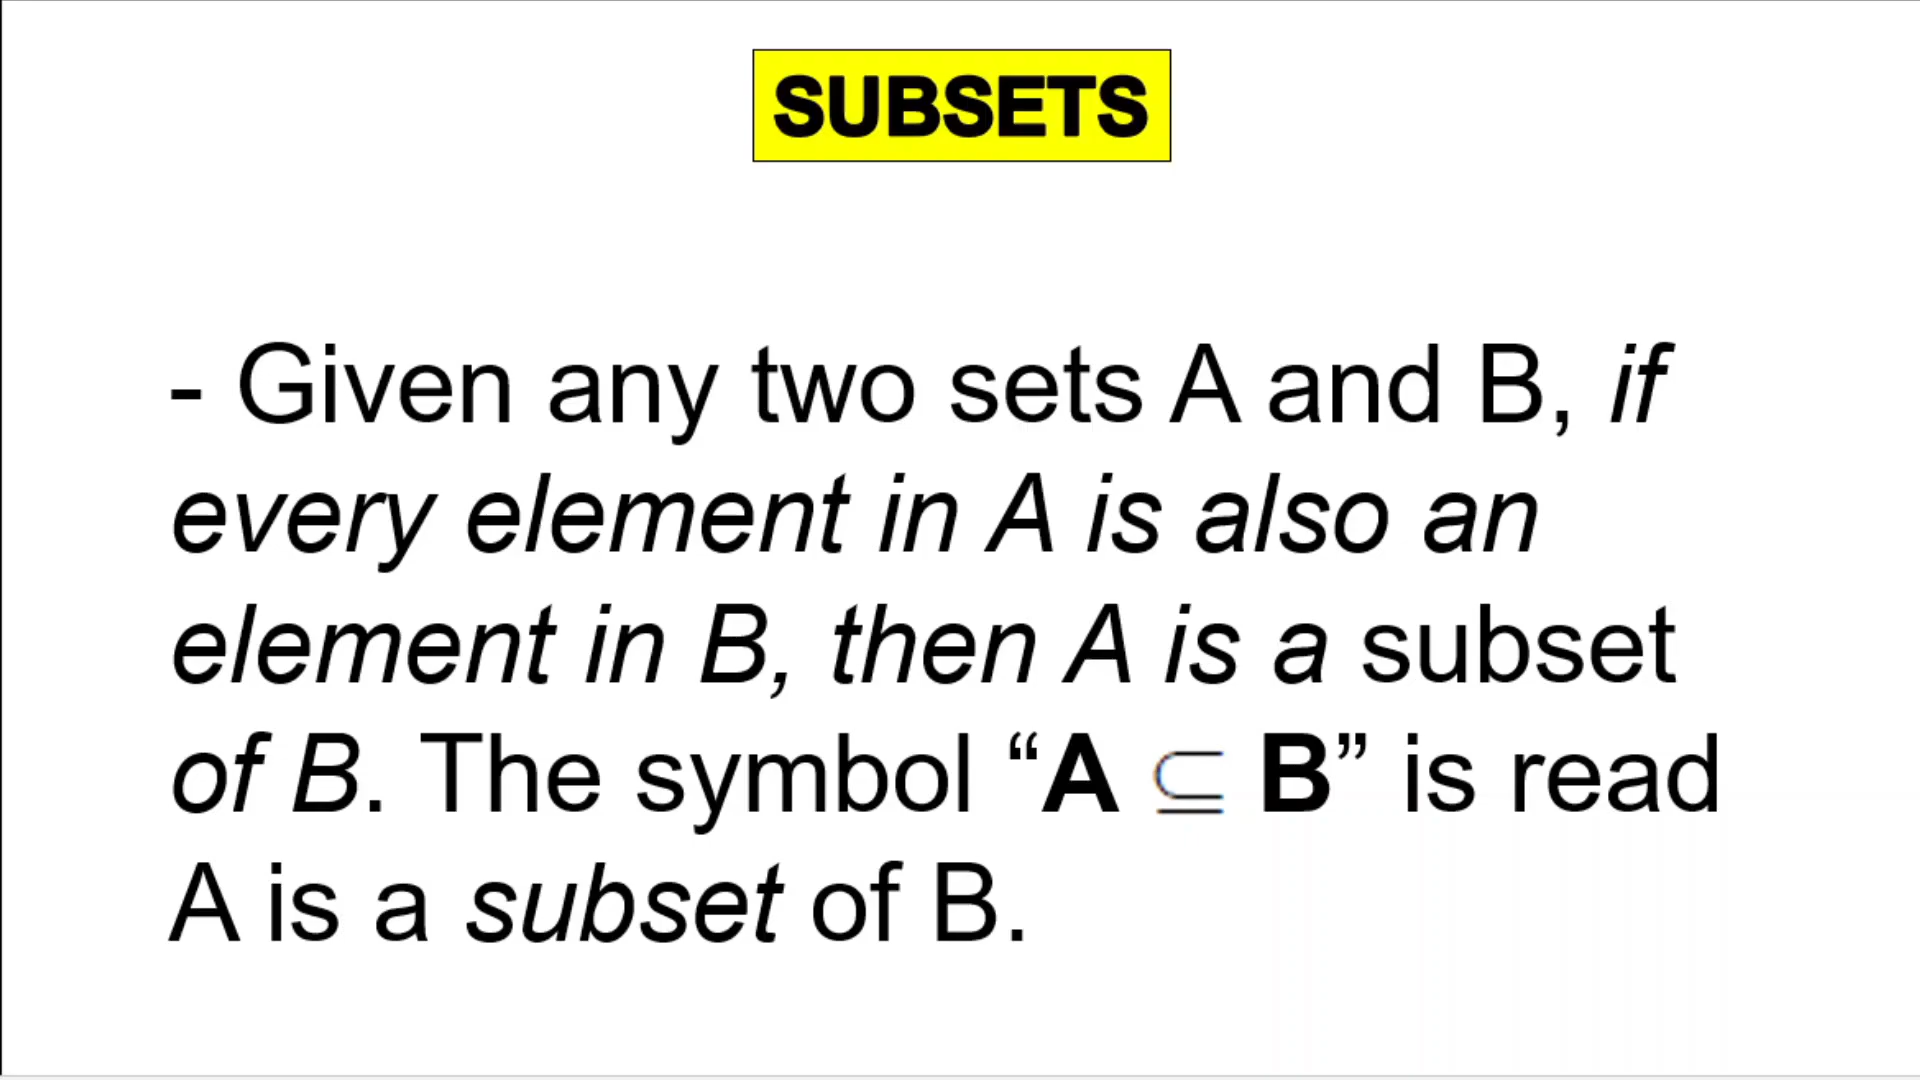 SUBSETS
- Given any two sets A and B, if
every element in A is also an
element in B, then A is a subset
of B. The symbol “A ⊆ B” is read
A is a subset of B.